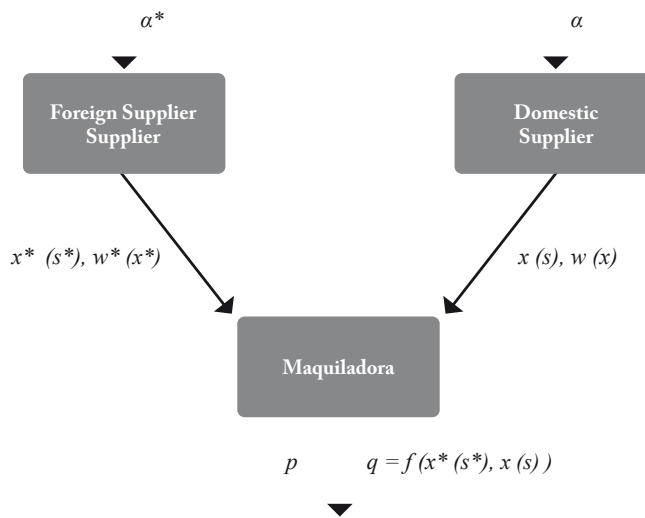 α*
α
Foreign Supplier
Supplier
Domestic
Supplier
x* (s*), w* (x*)
x (s), w (x)
Maquiladora
p
q = f (x* (s*), x (s) )